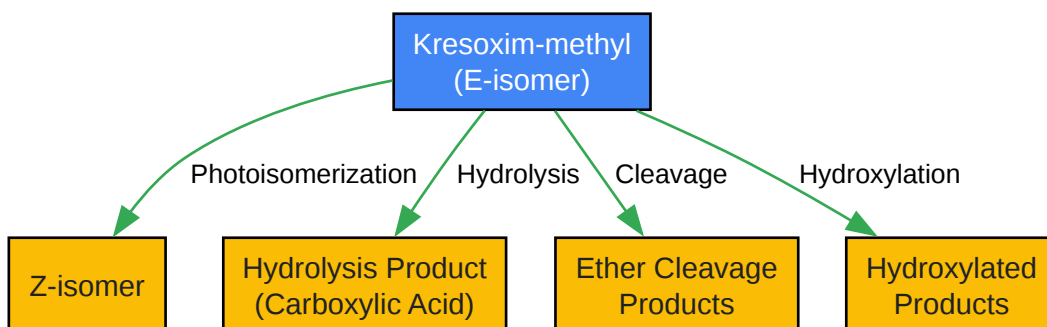 Kresoxim-methyl
(E-isomer)
Photoisomerization
Hydrolysis
Cleavage
Hydroxylation
Z-isomer
Hydrolysis Product
(Carboxylic Acid)
Ether Cleavage
Products
Hydroxylated
Products